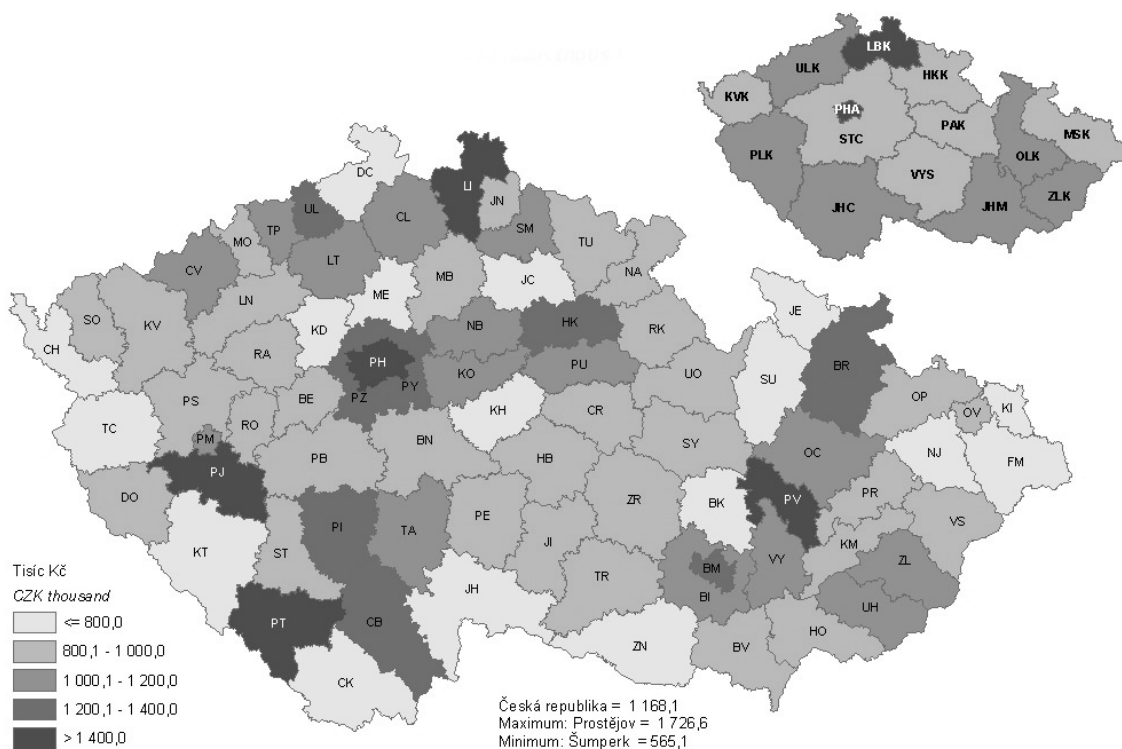 LBK
ULK
HKK
KVK
PHA
STC
PAK
MSK
PLK
OLK
VYS
ZLK
JHC
JHM
DC
LI
JN
UL
CL
TP
SM
MO
TU
LT
CV
MB
JC
NA
ME
LN
SO
KV
JE
KD
NB
HK
RK
CH
RA
PH
BR
KO
PU
SU
UO
PY
PZ
BE
PS
OP
KI
KH
CR
OV
RO
TC
PM
BN
SY
OC
NJ
FM
PB
HB
PJ
PR
DO
ZR
BK
PV
VS
PI
TA
PE
KT
ST
JI
KM
VY
ZL
BM
TR
JH
BI
UH
CB
PT
HO
ZN
BV
CK
Tisíc Kč
CZK thousand
<= 800,0
800,1 - 1 000,0
1 000,1 - 1 200,0
1 200,1 - 1 400,0
> 1 400,0
Česká republika = 1 168,1
Maximum: Prostějov = 1 726,6
Minimum: Šumperk = 565,1